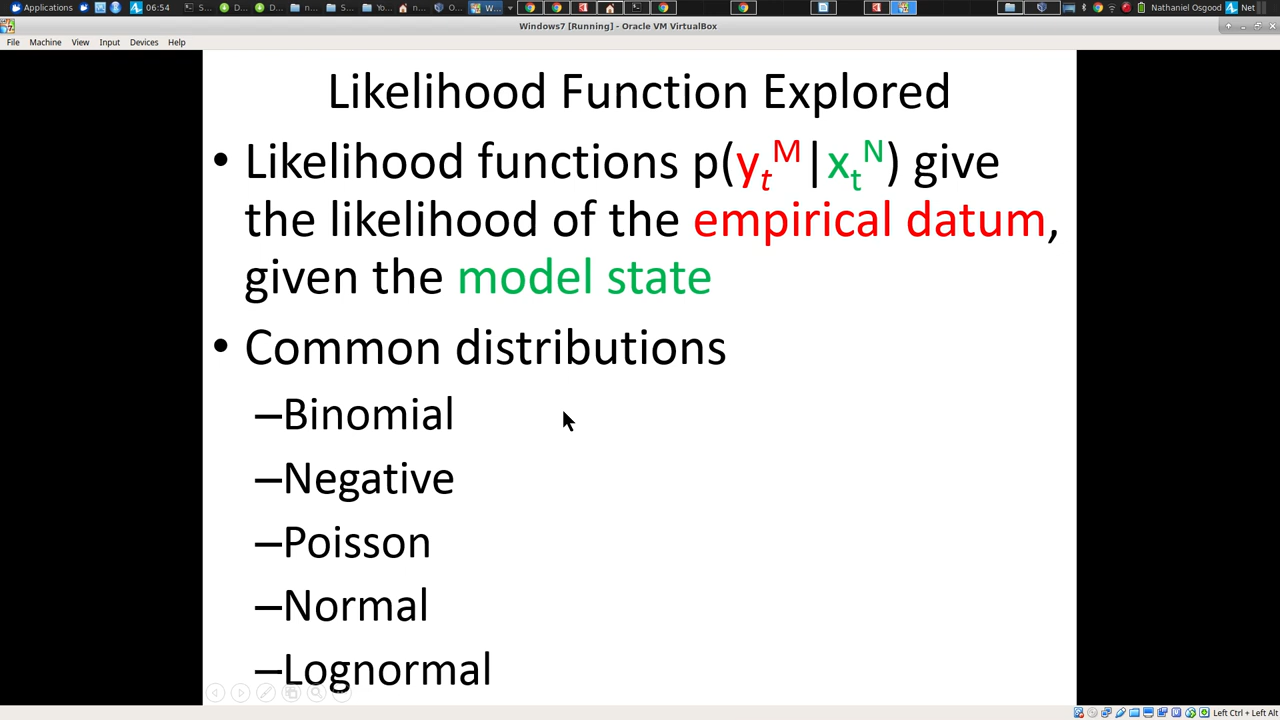 Applications
06:54
S...
D...
D...
n...
S...
Yo...
n...
O...
W...
Nathaniel Osgood
Net
Windows7 [Running] - Oracle VM VirtualBox
File Machine View Input Devices Help
Likelihood Function Explored
• Likelihood functions p(yₜᴹ|xₜᴺ) give
the likelihood of the empirical datum,
given the model state
• Common distributions
–Binomial
–Negative
–Poisson
–Normal
–Lognormal
Left Ctrl + Left Alt